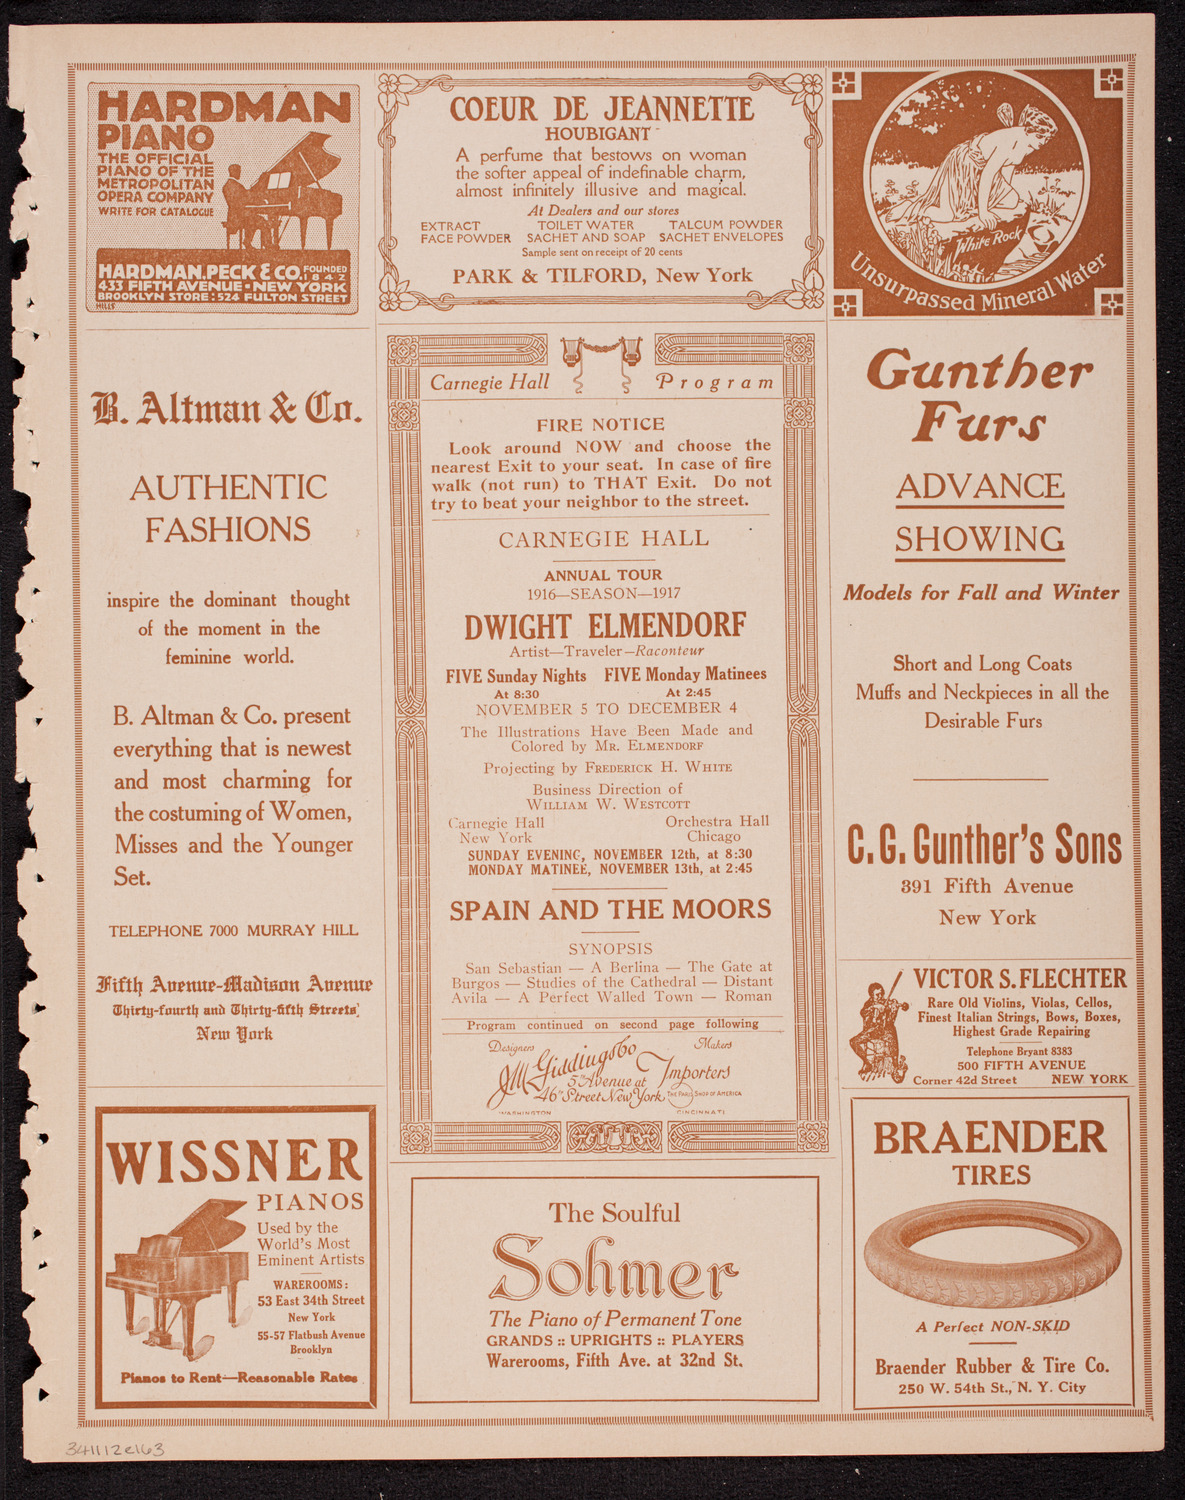 HARDMAN
PIANO
THE OFFICIAL
PIANO OF THE
METROPOLITAN
OPERA COMPANY
WRITE FOR CATALOGUE
HARDMAN, PECK & CO. FOUNDED 1842
433 FIFTH AVENUE • NEW YORK
BROOKLYN STORE: 524 FULTON STREET
HILLS
COEUR DE JEANNETTE
HOUBIGANT
A perfume that bestows on woman
the softer appeal of indefinable charm,
almost infinitely illusive and magical.
At Dealers and our stores
EXTRACT TOILET WATER TALCUM POWDER
FACE POWDER SACHET AND SOAP SACHET ENVELOPES
Sample sent on receipt of 20 cents
PARK & TILFORD, New York
White Rock
Unsurpassed Mineral Water
B. Altman & Co.
AUTHENTIC
FASHIONS
inspire the dominant thought
of the moment in the
feminine world.
B. Altman & Co. present
everything that is newest
and most charming for
the costuming of Women,
Misses and the Younger
Set.
TELEPHONE 7000 MURRAY HILL
Fifth Avenue-Madison Avenue
Thirty-fourth and Thirty-fifth Streets
New York
WISSNER
PIANOS
Used by the
World's Most
Eminent Artists
WAREROOMS:
53 East 34th Street
New York
55-57 Flatbush Avenue
Brooklyn
Pianos to Rent—Reasonable Rates
Carnegie Hall Program
FIRE NOTICE
Look around NOW and choose the
nearest Exit to your seat. In case of fire
walk (not run) to THAT Exit. Do not
try to beat your neighbor to the street.
CARNEGIE HALL
ANNUAL TOUR
1916—SEASON—1917
DWIGHT ELMENDORF
Artist—Traveler—Raconteur
FIVE Sunday Nights FIVE Monday Matinees
At 8:30 At 2:45
NOVEMBER 5 TO DECEMBER 4
The Illustrations Have Been Made and
Colored by MR. ELMENDORF
Projecting by FREDERICK H. WHITE
Business Direction of
WILLIAM W. WESTCOTT
Carnegie Hall Orchestra Hall
New York Chicago
SUNDAY EVENING, NOVEMBER 12th, at 8:30
MONDAY MATINEE, NOVEMBER 13th, at 2:45
SPAIN AND THE MOORS
SYNOPSIS
San Sebastian — A Berlina — The Gate at
Burgos — Studies of the Cathedral — Distant
Avila — A Perfect Walled Town — Roman
Program continued on second page following
Designers Makers
J.M. Gidding & Co Importers
5th Avenue at
46th Street New York THE PARIS SHOP OF AMERICA
WASHINGTON CINCINNATI
The Soulful
Sohmer
The Piano of Permanent Tone
GRANDS :: UPRIGHTS :: PLAYERS
Warerooms, Fifth Ave. at 32nd St.
Gunther
Furs
ADVANCE
SHOWING
Models for Fall and Winter
Short and Long Coats
Muffs and Neckpieces in all the
Desirable Furs
C. G. Gunther's Sons
391 Fifth Avenue
New York
VICTOR S. FLECHTER
Rare Old Violins, Violas, Cellos,
Finest Italian Strings, Bows, Boxes,
Highest Grade Repairing
Telephone Bryant 8383
500 FIFTH AVENUE
Corner 42d Street NEW YORK
BRAENDER
TIRES
A Perfect NON-SKID
Braender Rubber & Tire Co.
250 W. 54th St., N. Y. City
341112e163